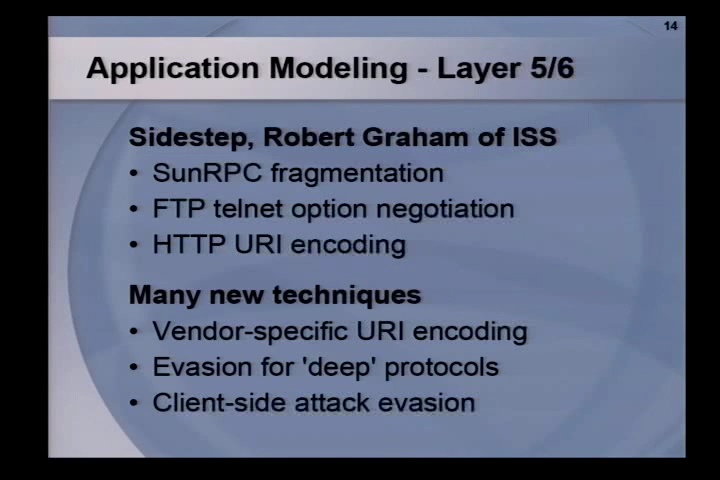 14
Application Modeling - Layer 5/6
Sidestep, Robert Graham of ISS
• SunRPC fragmentation
• FTP telnet option negotiation
• HTTP URI encoding
Many new techniques
• Vendor-specific URI encoding
• Evasion for 'deep' protocols
• Client-side attack evasion